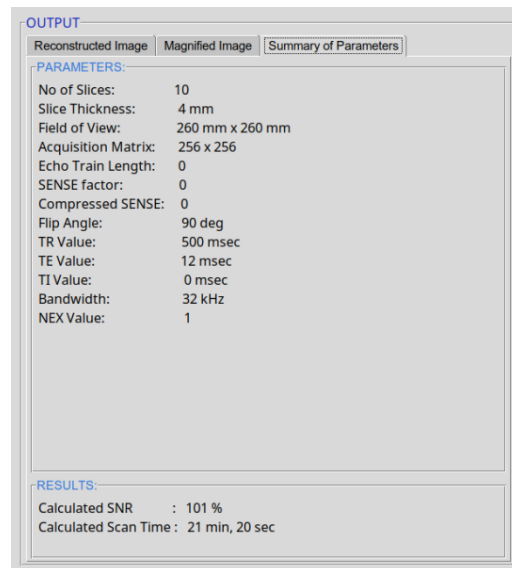 OUTPUT
Reconstructed Image Magnified Image Summary of Parameters
PARAMETERS:
No of Slices: 10
Slice Thickness: 4 mm
Field of View: 260 mm x 260 mm
Acquisition Matrix: 256 x 256
Echo Train Length: 0
SENSE factor: 0
Compressed SENSE: 0
Flip Angle: 90 deg
TR Value: 500 msec
TE Value: 12 msec
TI Value: 0 msec
Bandwidth: 32 kHz
NEX Value: 1
RESULTS:
Calculated SNR : 101 %
Calculated Scan Time : 21 min, 20 sec